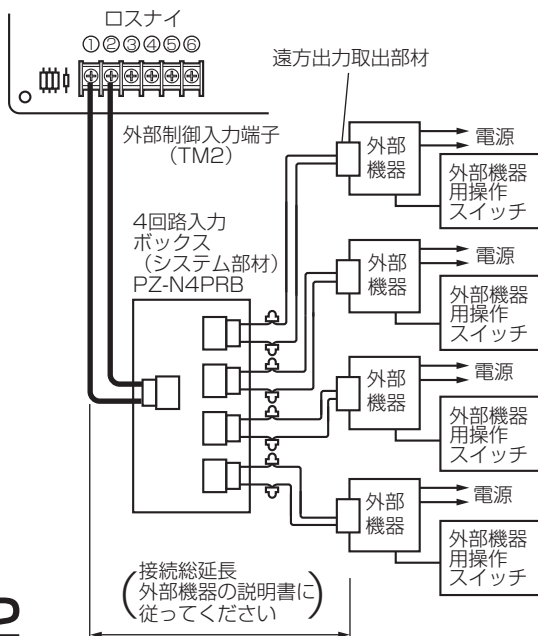 ロスナイ
① ② ③ ④ ⑤ ⑥
外部制御入力端子
（TM2）
遠方出力取出部材
4回路入力
ボックス
（システム部材）
PZ-N4PRB
外部
機器
電源
外部機器
用操作
スイッチ
外部
機器
電源
外部機器
用操作
スイッチ
外部
機器
電源
外部機器
用操作
スイッチ
外部
機器
電源
外部機器
用操作
スイッチ
接続総延長
外部機器の説明書に
従ってください